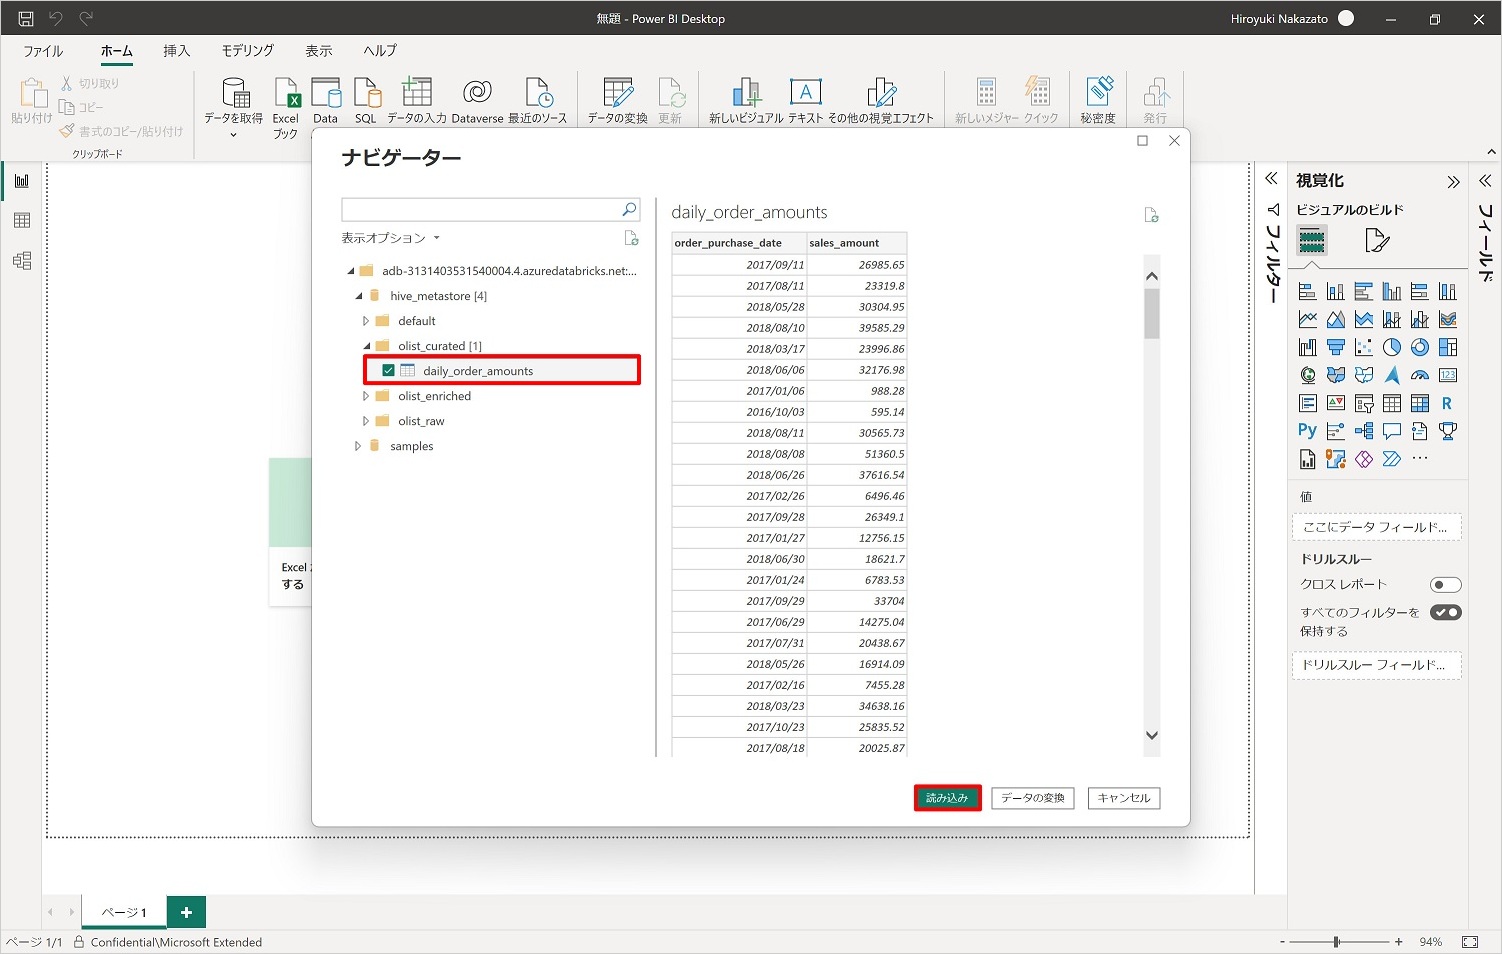 無題 - Power BI Desktop
Hiroyuki Nakazato
ファイル
ホーム
挿入
モデリング
表示
ヘルプ
貼り付け
切り取り
コピー
書式のコピー/貼り付け
クリップボード
データを取得
Excel
ブック
Data
SQL
データの入力
Dataverse
最近のソース
データの変換
更新
新しいビジュアル
テキスト
その他の視覚エフェクト
新しいメジャー
クイック
秘密度
発行
ナビゲーター
表示オプション
adb-3131403531540004.4.azuredatabricks.net:...
hive_metastore [4]
default
olist_curated [1]
daily_order_amounts
olist_enriched
olist_raw
samples
daily_order_amounts
order_purchase_date sales_amount
2017/09/11 26985.65
2017/08/11 23319.8
2018/05/28 30304.95
2018/08/10 39585.29
2018/03/17 23996.86
2018/06/06 32176.98
2017/01/06 988.28
2016/10/03 595.14
2018/08/11 30565.73
2018/08/08 51360.5
2018/06/26 37616.54
2017/02/26 6496.46
2017/09/28 26349.1
2017/01/27 12756.15
2018/06/30 18621.7
2017/01/24 6783.53
2017/09/29 33704
2017/06/29 14275.04
2017/07/31 20438.67
2018/05/26 16914.09
2017/02/16 7455.28
2018/03/23 34638.16
2017/10/23 25835.52
2017/08/18 20025.87
読み込み
データの変換
キャンセル
Excel
する
フィルター
視覚化
ビジュアルのビルド
123
R
Py
値
ここにデータ フィールド...
ドリルスルー
クロス レポート
すべてのフィルターを
保持する
ドリルスルー フィールド...
フィールド
ページ 1
ページ 1/1
Confidential\Microsoft Extended
94%